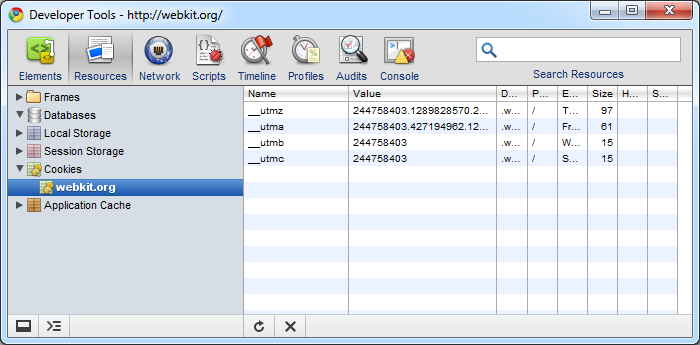 Developer Tools - http://webkit.org/
Elements Resources Network Scripts Timeline Profiles Audits Console
Search Resources
Frames
Databases
Local Storage
Session Storage
Cookies
webkit.org
Application Cache
Name Value D... P... E... Size H... S...
__utmz 244758403.1289828570.2... .w... / T... 97
__utma 244758403.427194962.12... .w... / Fr... 61
__utmb 244758403 .w... / W... 15
__utmc 244758403 .w... / S... 15